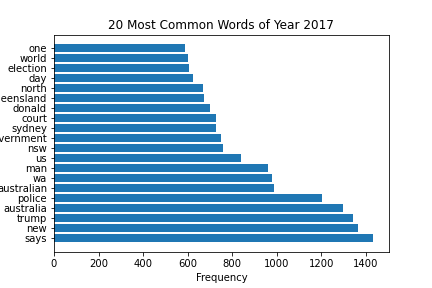 20 Most Common Words of Year 2017
one
world
election
day
north
eensland
donald
court
sydney
vernment
nsw
us
man
wa
australian
police
australia
trump
new
says
0 200 400 600 800 1000 1200 1400
Frequency